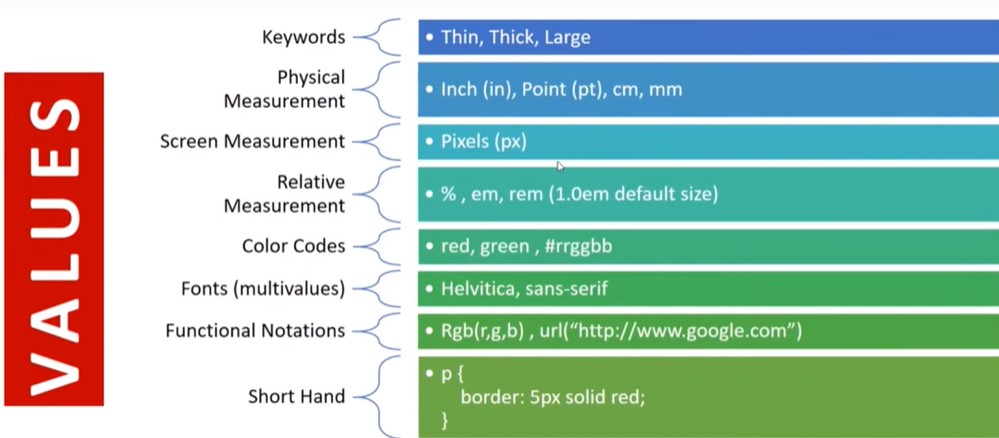 VALUES
Keywords
• Thin, Thick, Large
Physical
Measurement
• Inch (in), Point (pt), cm, mm
Screen Measurement
• Pixels (px)
Relative
Measurement
• % , em, rem (1.0em default size)
Color Codes
• red, green , #rrggbb
Fonts (multivalues)
• Helvitica, sans-serif
Functional Notations
• Rgb(r,g,b) , url(“http://www.google.com”)
Short Hand
• p {
border: 5px solid red;
}